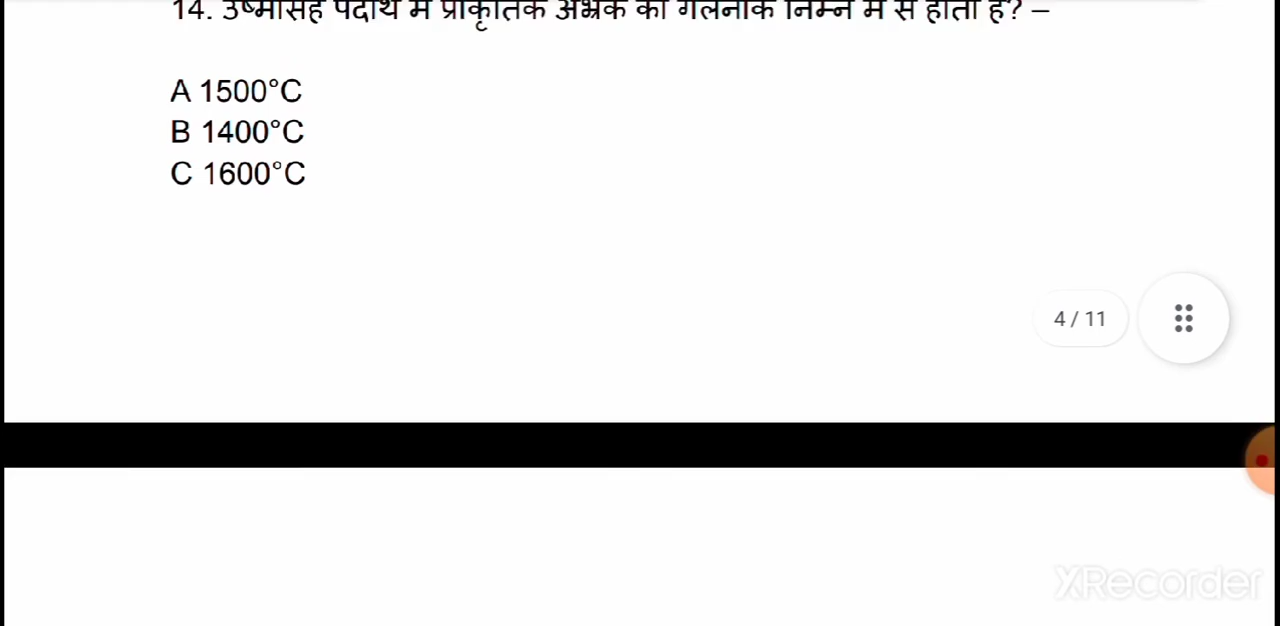 14. उष्मासह पदार्थ में प्राकृतिक अभ्रक का गलनांक निम्न में से होता है? –
A 1500°C
B 1400°C
C 1600°C
4 / 11
XRecorder